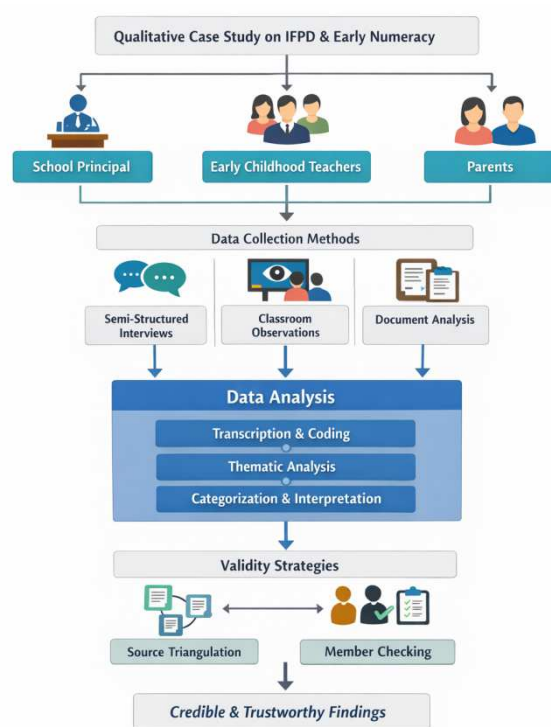 Qualitative Case Study on IFPD & Early Numeracy
School Principal
Early Childhood Teachers
Parents
Data Collection Methods
Semi-Structured
Interviews
Classroom
Observations
Document Analysis
Data Analysis
Transcription & Coding
Thematic Analysis
Categorization & Interpretation
Validity Strategies
Source Triangulation
Member Checking
Credible & Trustworthy Findings